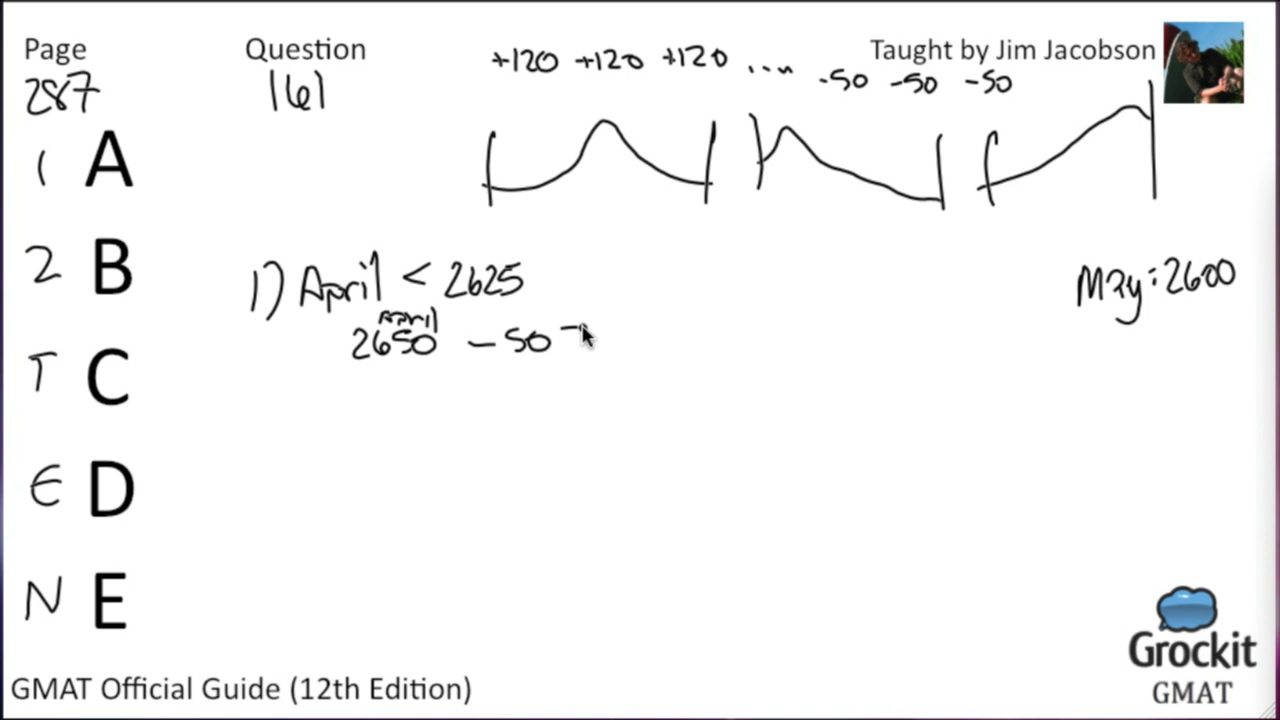 Page
287
Question
161
+120 +120 +120 ... -50 -50 -50
Taught by Jim Jacobson
1 A
2 B
T C
E D
N E
1) April < 2625
April
2650 - 50
May: 2600
Grockit
GMAT
GMAT Official Guide (12th Edition)